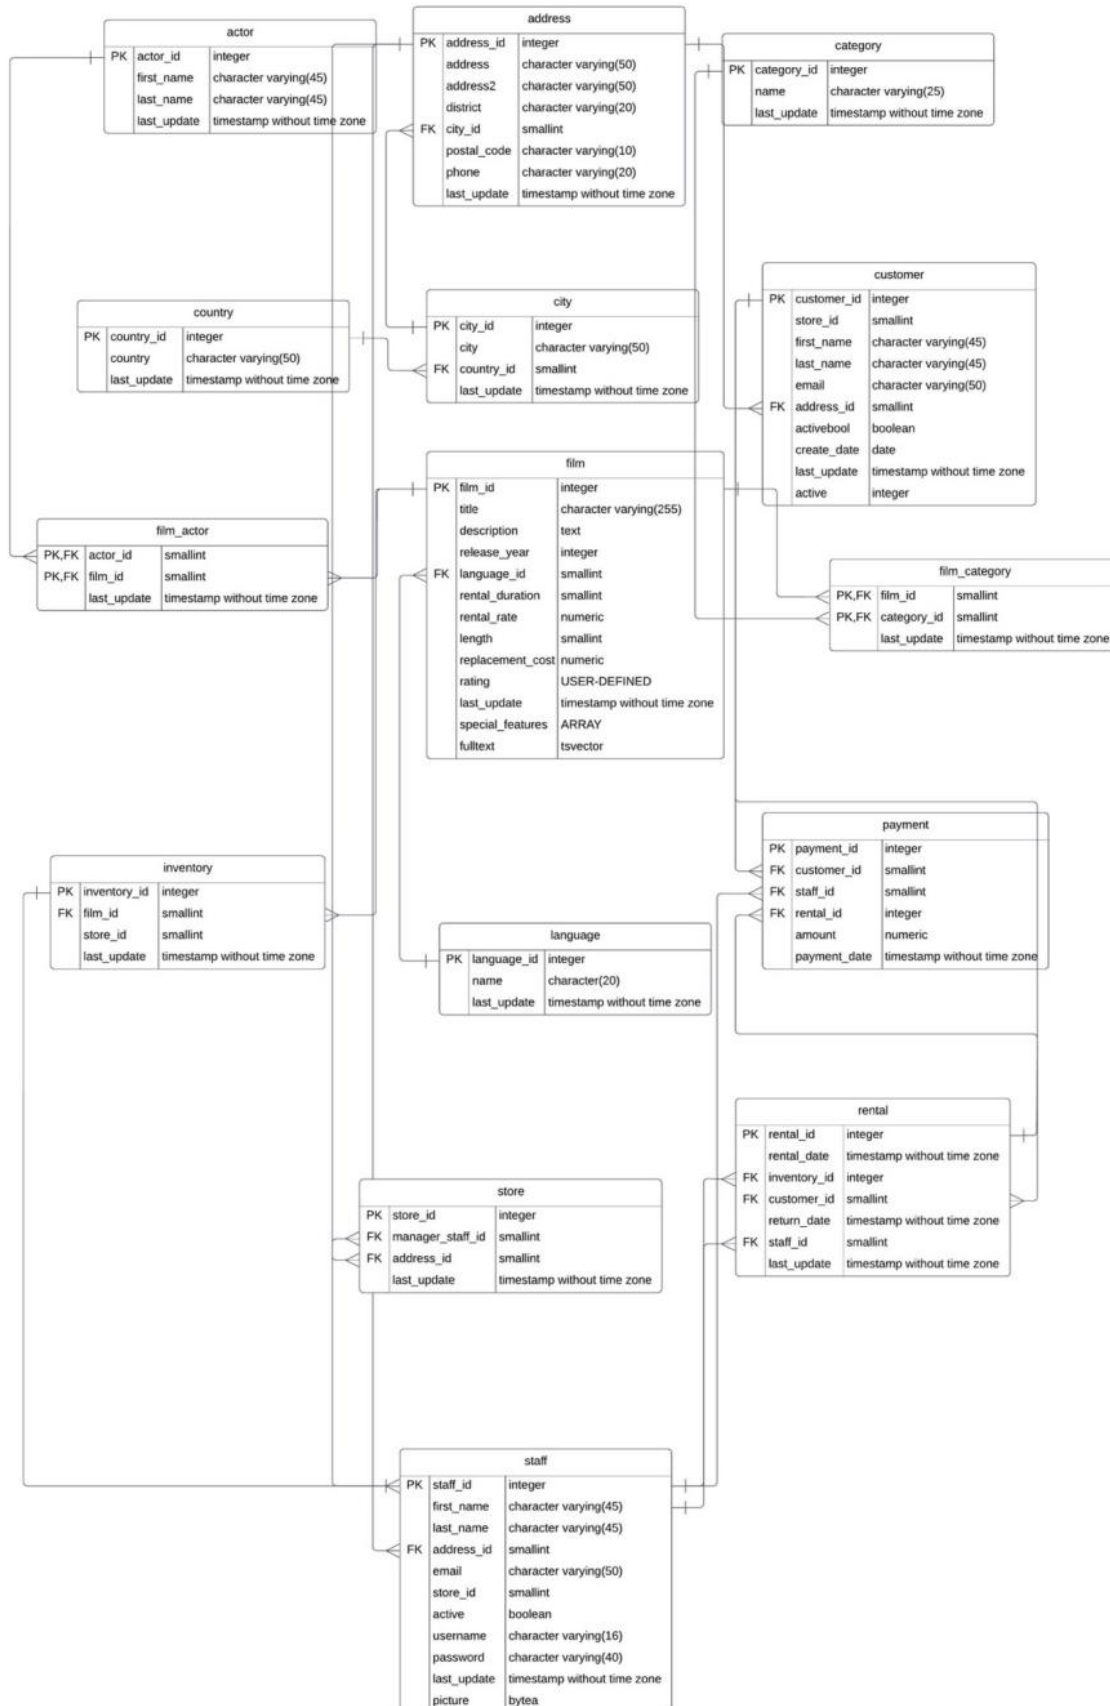 actor
PK actor_id integer
first_name character varying(45)
last_name character varying(45)
last_update timestamp without time zone
address
PK address_id integer
address character varying(50)
address2 character varying(50)
district character varying(20)
FK city_id smallint
postal_code character varying(10)
phone character varying(20)
last_update timestamp without time zone
category
PK category_id integer
name character varying(25)
last_update timestamp without time zone
country
PK country_id integer
country character varying(50)
last_update timestamp without time zone
city
PK city_id integer
city character varying(50)
FK country_id smallint
last_update timestamp without time zone
customer
PK customer_id integer
store_id smallint
first_name character varying(45)
last_name character varying(45)
email character varying(50)
FK address_id smallint
activebool boolean
create_date date
last_update timestamp without time zone
active integer
film_actor
PK,FK actor_id smallint
PK,FK film_id smallint
last_update timestamp without time zone
film
PK film_id integer
title character varying(255)
description text
release_year integer
FK language_id smallint
rental_duration smallint
rental_rate numeric
length smallint
replacement_cost numeric
rating USER-DEFINED
last_update timestamp without time zone
special_features ARRAY
fulltext tsvector
film_category
PK,FK film_id smallint
PK,FK category_id smallint
last_update timestamp without time zone
inventory
PK inventory_id integer
FK film_id smallint
store_id smallint
last_update timestamp without time zone
language
PK language_id integer
name character(20)
last_update timestamp without time zone
payment
PK payment_id integer
FK customer_id smallint
FK staff_id smallint
FK rental_id integer
amount numeric
payment_date timestamp without time zone
rental
PK rental_id integer
rental_date timestamp without time zone
FK inventory_id integer
FK customer_id smallint
return_date timestamp without time zone
FK staff_id smallint
last_update timestamp without time zone
store
PK store_id integer
FK manager_staff_id smallint
FK address_id smallint
last_update timestamp without time zone
staff
PK staff_id integer
first_name character varying(45)
last_name character varying(45)
FK address_id smallint
email character varying(50)
store_id smallint
active boolean
username character varying(16)
password character varying(40)
last_update timestamp without time zone
picture bytea